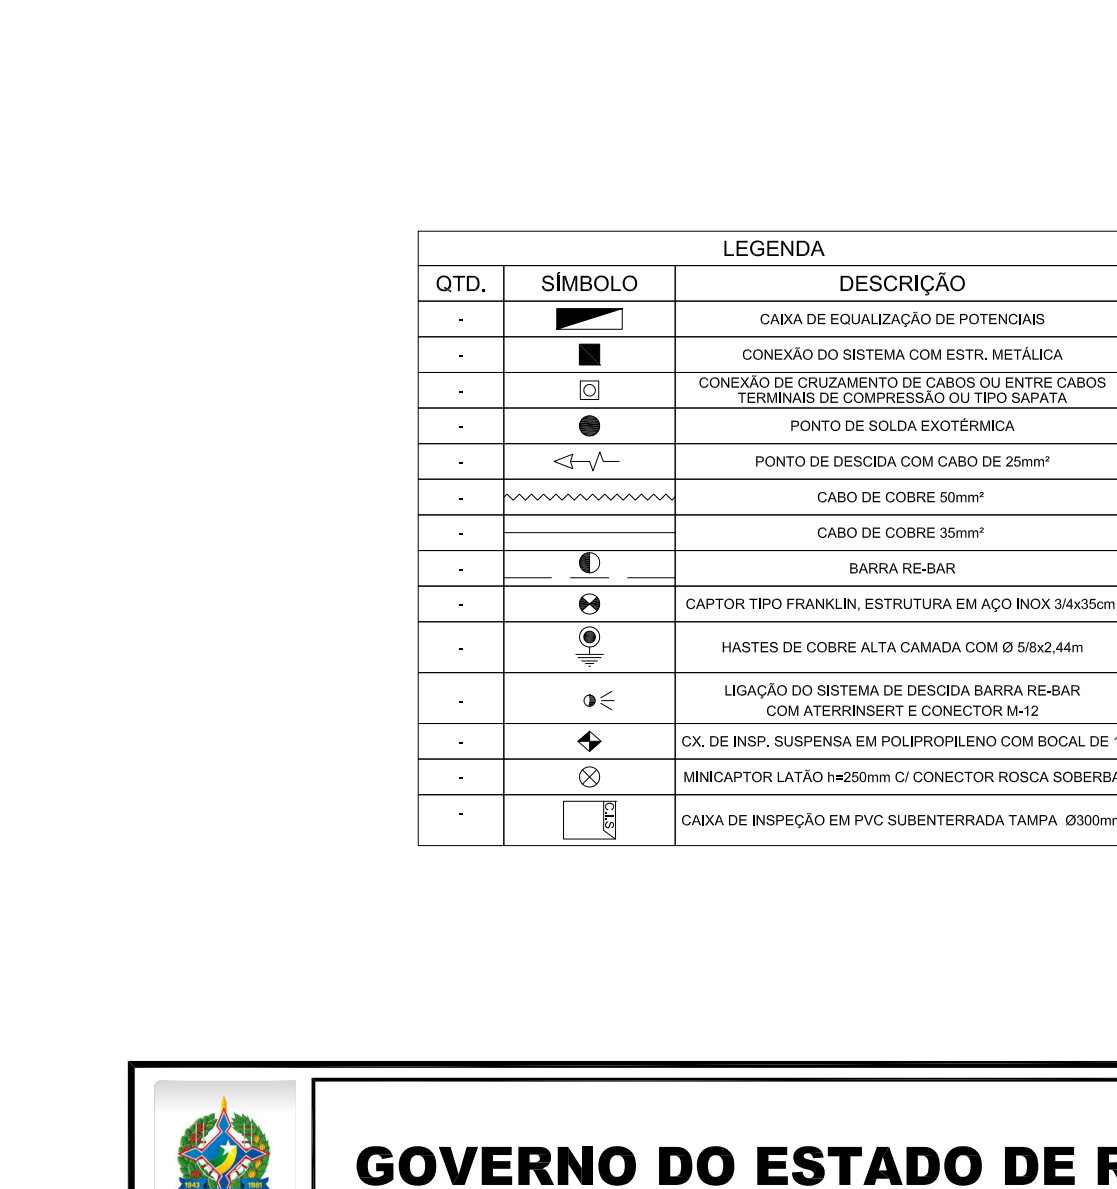 LEGENDA
QTD. SÍMBOLO DESCRIÇÃO
- CAIXA DE EQUALIZAÇÃO DE POTENCIAIS
- CONEXÃO DO SISTEMA COM ESTR. METÁLICA
- CONEXÃO DE CRUZAMENTO DE CABOS OU ENTRE CABOS
TERMINAIS DE COMPRESSÃO OU TIPO SAPATA
- PONTO DE SOLDA EXOTÉRMICA
- PONTO DE DESCIDA COM CABO DE 25mm²
- CABO DE COBRE 50mm²
- CABO DE COBRE 35mm²
- BARRA RE-BAR
- CAPTOR TIPO FRANKLIN, ESTRUTURA EM AÇO INOX 3/4x35cm
- HASTES DE COBRE ALTA CAMADA COM Ø 5/8x2,44m
- LIGAÇÃO DO SISTEMA DE DESCIDA BARRA RE-BAR
COM ATERRINSERT E CONECTOR M-12
- CX. DE INSP. SUSPENSA EM POLIPROPILENO COM BOCAL DE 1
- MINICAPTOR LATÃO h=250mm C/ CONECTOR ROSCA SOBERBA
- C.I.S CAIXA DE INSPEÇÃO EM PVC SUBENTERRADA TAMPA Ø300mm
GOVERNO DO ESTADO DE R
1943 1981